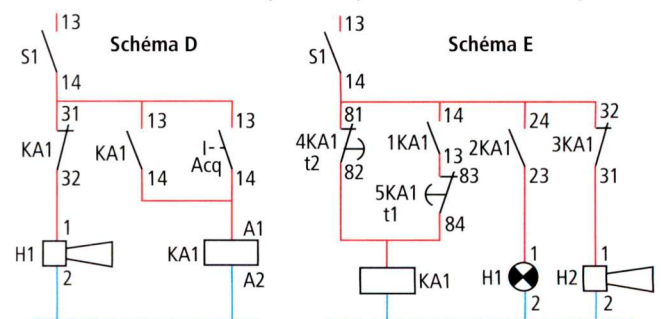 13
Schéma D
S1
14
31 13 13
KA1 KA1 I-- Acq
32 14 14
1 A1
H1 KA1
2 A2
13
Schéma E
S1
14
81 14 24 32
4KA1 1KA1 2KA1 3KA1
t2 13
82 83 23 31
5KA1
t1
84
1 1
KA1 H1 H2
2 2